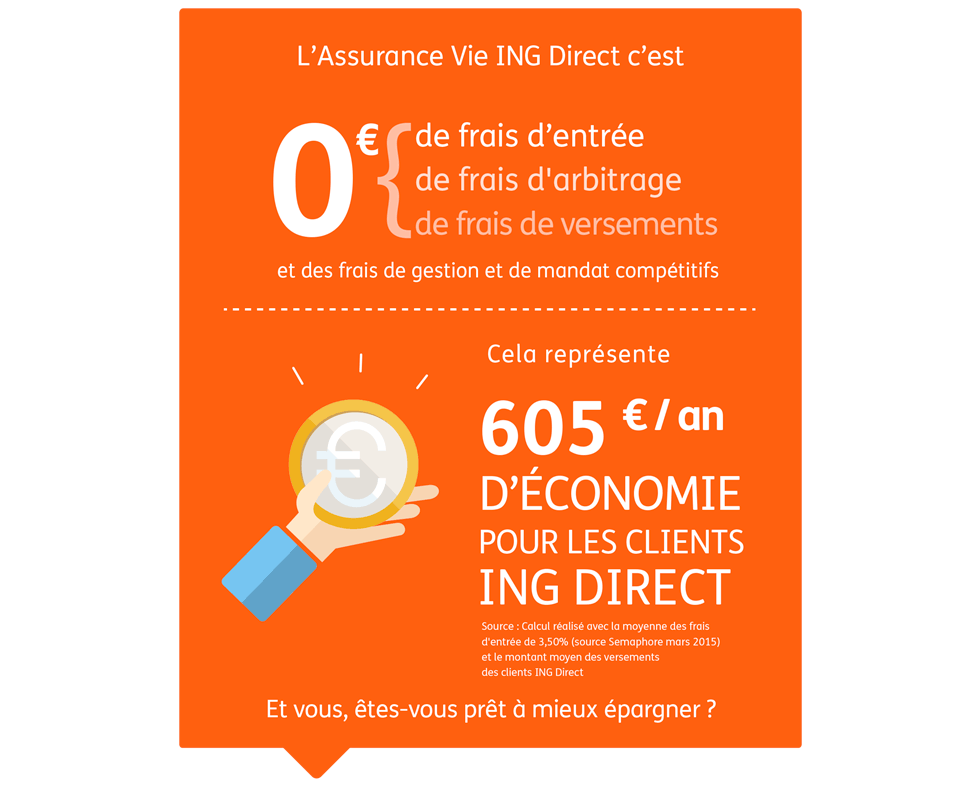 L’Assurance Vie ING Direct c’est
0€ { de frais d’entrée
de frais d'arbitrage
de frais de versements
et des frais de gestion et de mandat compétitifs
Cela représente
605 €/an
D’ÉCONOMIE
POUR LES CLIENTS
ING DIRECT
Source : Calcul réalisé avec la moyenne des frais
d'entrée de 3,50% (source Semaphore mars 2015)
et le montant moyen des versements
des clients ING Direct
€
Et vous, êtes-vous prêt à mieux épargner ?